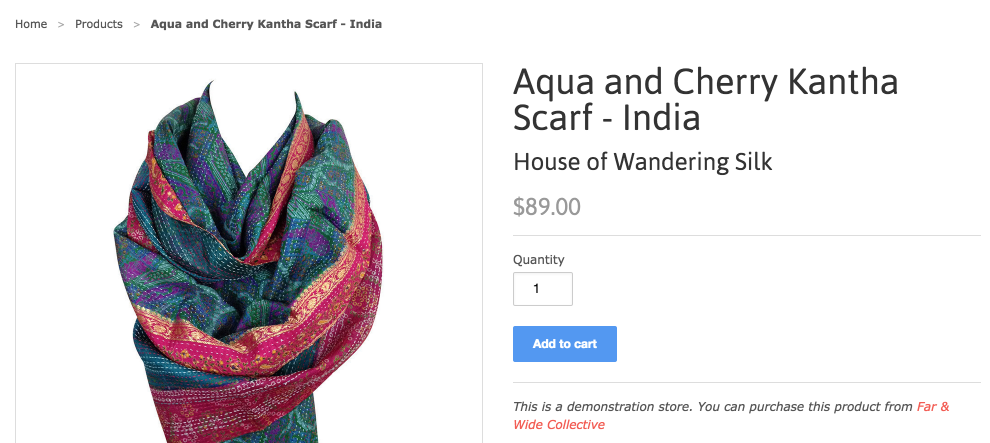 Home > Products > Aqua and Cherry Kantha Scarf - India
Aqua and Cherry Kantha
Scarf - India
House of Wandering Silk
$89.00
Quantity
1
Add to cart
This is a demonstration store. You can purchase this product from Far &
Wide Collective